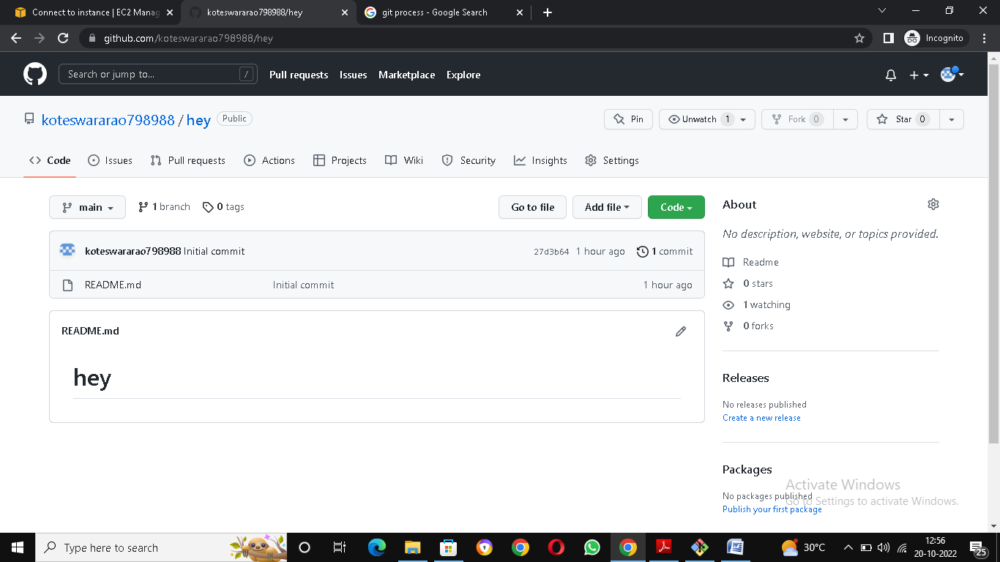 Connect to instance | EC2 Manag
koteswararao798988/hey
git process - Google Search
github.com/koteswararao798988/hey
Incognito
Search or jump to... /
Pull requests Issues Marketplace Explore
koteswararao798988 / hey Public
Pin Unwatch 1 Fork 0 Star 0
Code Issues Pull requests Actions Projects Wiki Security Insights Settings
main 1 branch 0 tags Go to file Add file Code
koteswararao798988 Initial commit 27d3b64 1 hour ago 1 commit
README.md Initial commit 1 hour ago
README.md
hey
About
No description, website, or topics provided.
Readme
0 stars
1 watching
0 forks
Releases
No releases published
Create a new release
Packages
No packages published
Publish your first package
Activate Windows
Go to Settings to activate Windows.
Type here to search
30°C
12:56
20-10-2022
25